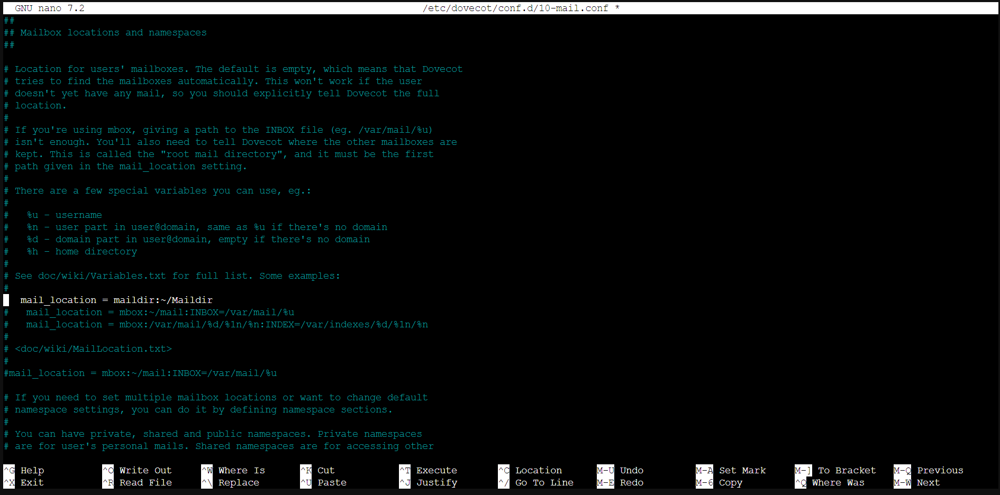 GNU nano 7.2 /etc/dovecot/conf.d/10-mail.conf *
##
## Mailbox locations and namespaces
##
# Location for users' mailboxes. The default is empty, which means that Dovecot
# tries to find the mailboxes automatically. This won't work if the user
# doesn't yet have any mail, so you should explicitly tell Dovecot the full
# location.
#
# If you're using mbox, giving a path to the INBOX file (eg. /var/mail/%u)
# isn't enough. You'll also need to tell Dovecot where the other mailboxes are
# kept. This is called the "root mail directory", and it must be the first
# path given in the mail_location setting.
#
# There are a few special variables you can use, eg.:
#
#   %u - username
#   %n - user part in user@domain, same as %u if there's no domain
#   %d - domain part in user@domain, empty if there's no domain
#   %h - home directory
#
# See doc/wiki/Variables.txt for full list. Some examples:
#
   mail_location = maildir:~/Maildir
#   mail_location = mbox:~/mail:INBOX=/var/mail/%u
#   mail_location = mbox:/var/mail/%d/%1n/%n:INDEX=/var/indexes/%d/%1n/%n
#
# <doc/wiki/MailLocation.txt>
#
#mail_location = mbox:~/mail:INBOX=/var/mail/%u
# If you need to set multiple mailbox locations or want to change default
# namespace settings, you can do it by defining namespace sections.
#
# You can have private, shared and public namespaces. Private namespaces
# are for user's personal mails. Shared namespaces are for accessing other
^G Help ^O Write Out ^W Where Is ^K Cut ^T Execute ^C Location M-U Undo M-A Set Mark M-] To Bracket M-Q Previous
^X Exit ^R Read File ^\ Replace ^U Paste ^J Justify ^/ Go To Line M-E Redo M-6 Copy ^Q Where Was M-W Next